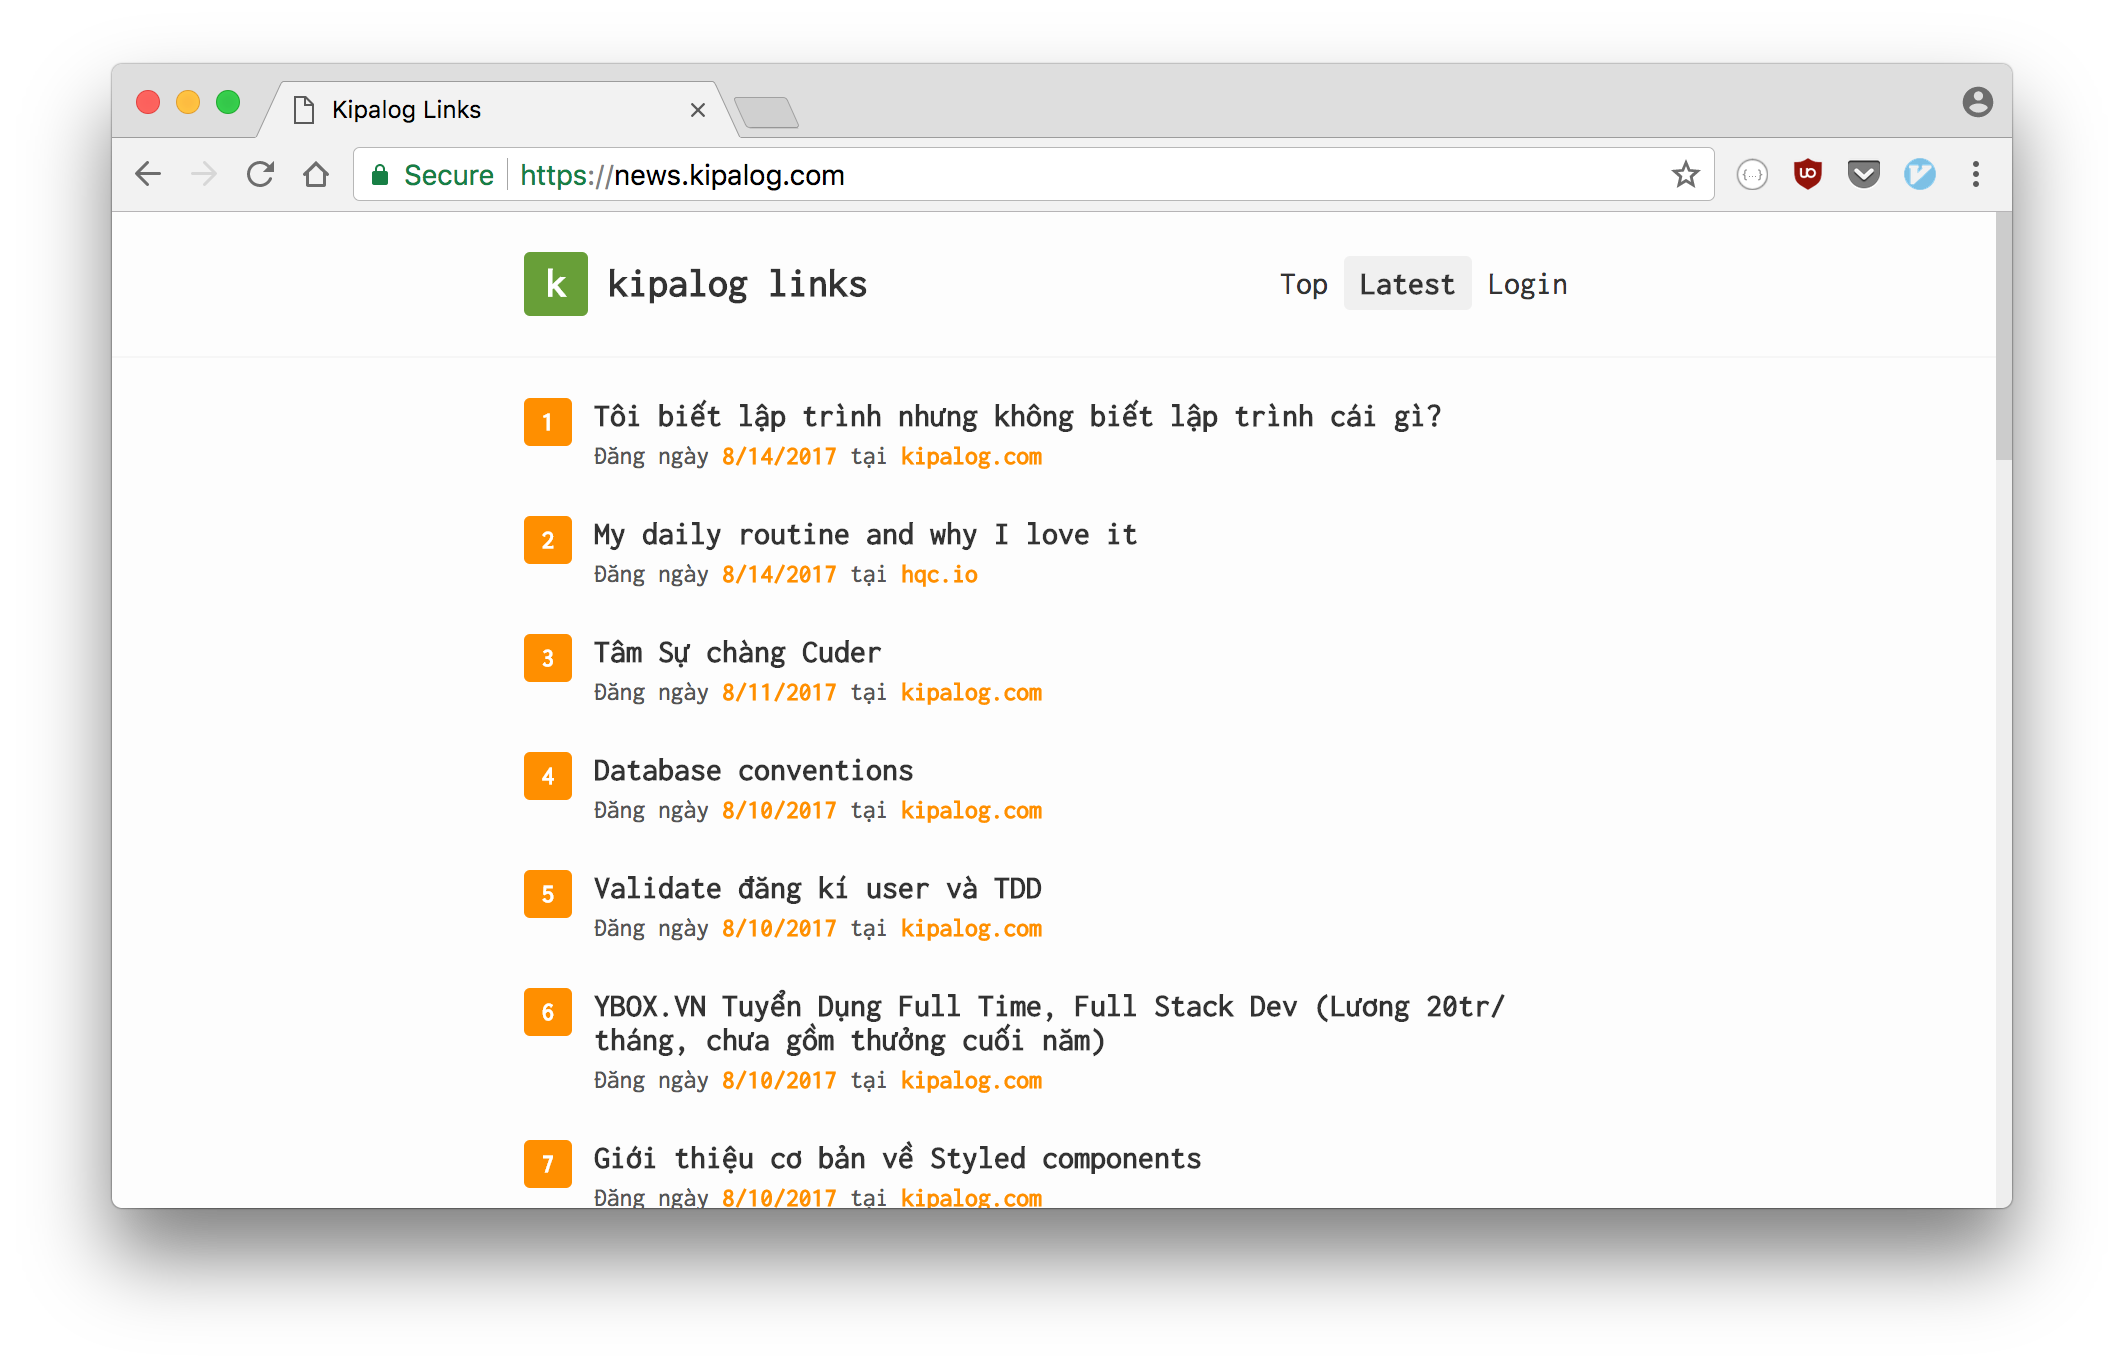 Kipalog Links
Secure https://news.kipalog.com
k kipalog links Top Latest Login
1 Tôi biết lập trình nhưng không biết lập trình cái gì?
Đăng ngày 8/14/2017 tại kipalog.com
2 My daily routine and why I love it
Đăng ngày 8/14/2017 tại hqc.io
3 Tâm Sự chàng Cuder
Đăng ngày 8/11/2017 tại kipalog.com
4 Database conventions
Đăng ngày 8/10/2017 tại kipalog.com
5 Validate đăng kí user và TDD
Đăng ngày 8/10/2017 tại kipalog.com
6 YBOX.VN Tuyển Dụng Full Time, Full Stack Dev (Lương 20tr/
tháng, chưa gồm thưởng cuối năm)
Đăng ngày 8/10/2017 tại kipalog.com
7 Giới thiệu cơ bản về Styled components
Đăng ngày 8/10/2017 tại kipalog.com